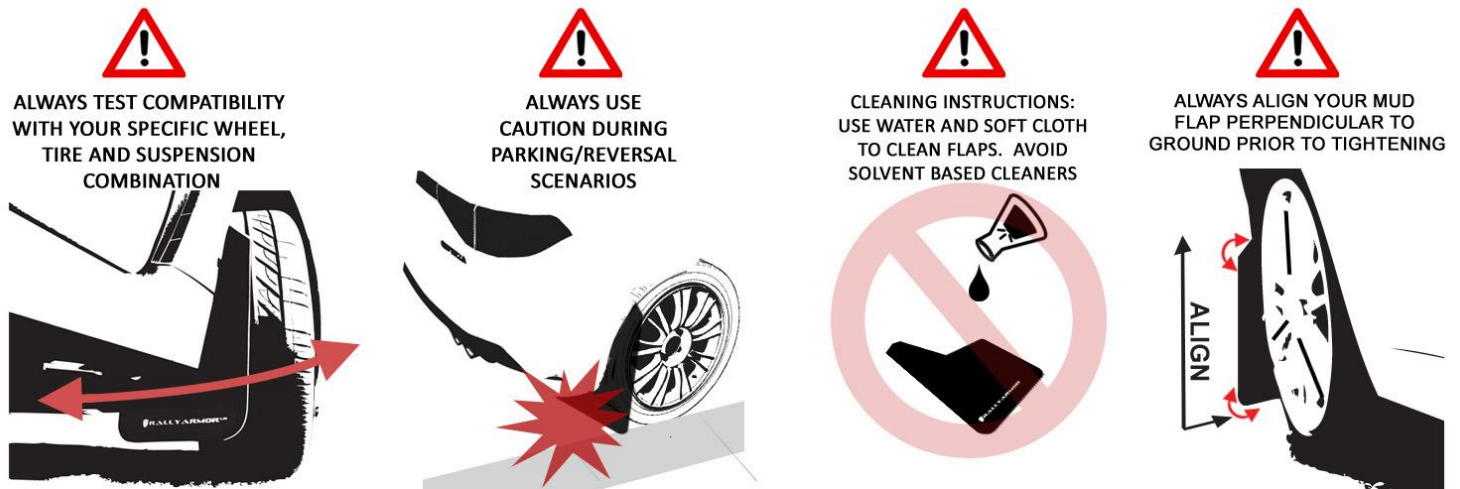 ALWAYS TEST COMPATIBILITY
WITH YOUR SPECIFIC WHEEL,
TIRE AND SUSPENSION
COMBINATION
RALLYARMOR
ALWAYS USE
CAUTION DURING
PARKING/REVERSAL
SCENARIOS
CLEANING INSTRUCTIONS:
USE WATER AND SOFT CLOTH
TO CLEAN FLAPS. AVOID
SOLVENT BASED CLEANERS
RALLYARMOR
ALWAYS ALIGN YOUR MUD
FLAP PERPENDICULAR TO
GROUND PRIOR TO TIGHTENING
ALIGN